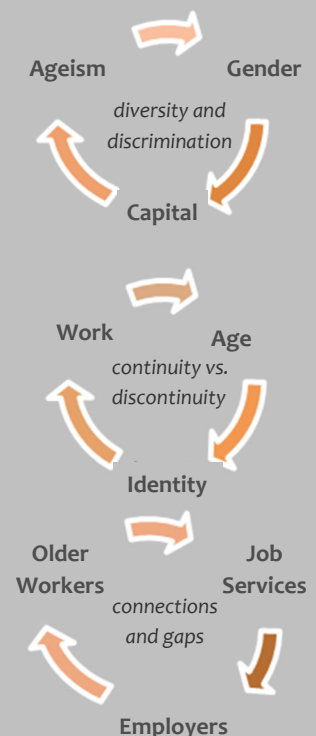 Ageism Gender
diversity and
discrimination
Capital
Work Age
continuity vs.
discontinuity
Identity
Older Job
Workers Services
connections
and gaps
Employers